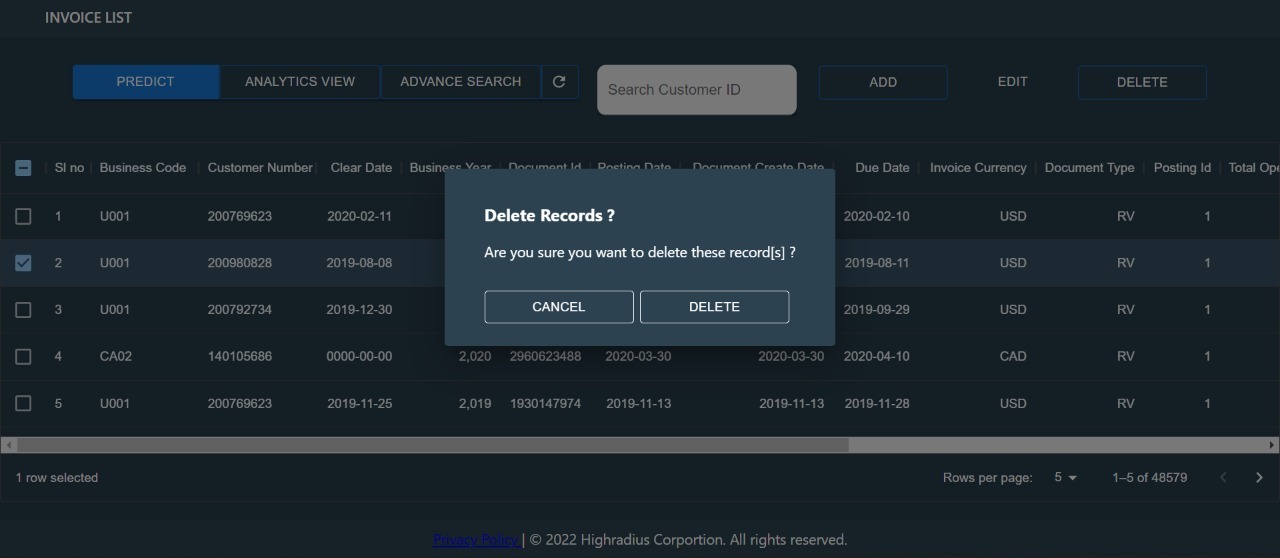 INVOICE LIST
PREDICT ANALYTICS VIEW ADVANCE SEARCH Search Customer ID ADD EDIT DELETE
Sl no Business Code Customer Number Clear Date Business Year Document Id Posting Date Document Create Date Due Date Invoice Currency Document Type Posting Id Total Ope
1 U001 200769623 2020-02-11 2020-02-10 USD RV 1
2 U001 200980828 2019-08-08 2019-08-11 USD RV 1
3 U001 200792734 2019-12-30 2019-09-29 USD RV 1
Delete Records ?
Are you sure you want to delete these record[s] ?
CANCEL DELETE
4 CA02 140105686 0000-00-00 2,020 2960623488 2020-03-30 2020-03-30 2020-04-10 CAD RV 1
5 U001 200769623 2019-11-25 2,019 1930147974 2019-11-13 2019-11-13 2019-11-28 USD RV 1
1 row selected Rows per page: 5 1–5 of 48579
Privacy Policy | © 2022 Highradius Corportion. All rights reserved.